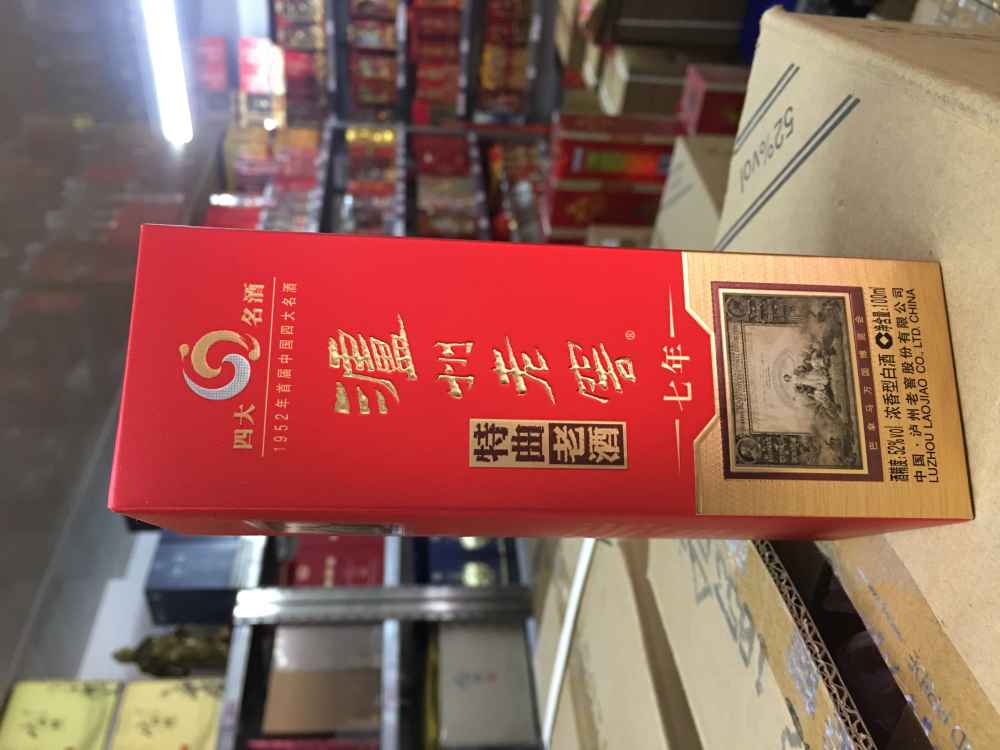 四大名酒
1952年首届中国四大名酒
泸州老窖®
特曲
老酒
七年
巴拿马万国博览会
酒精度:52%vol 浓香型白酒 净含量:100ml
中国·泸州老窖股份有限公司
LUZHOU LAOJIAO CO., LTD. CHINA
52%vol